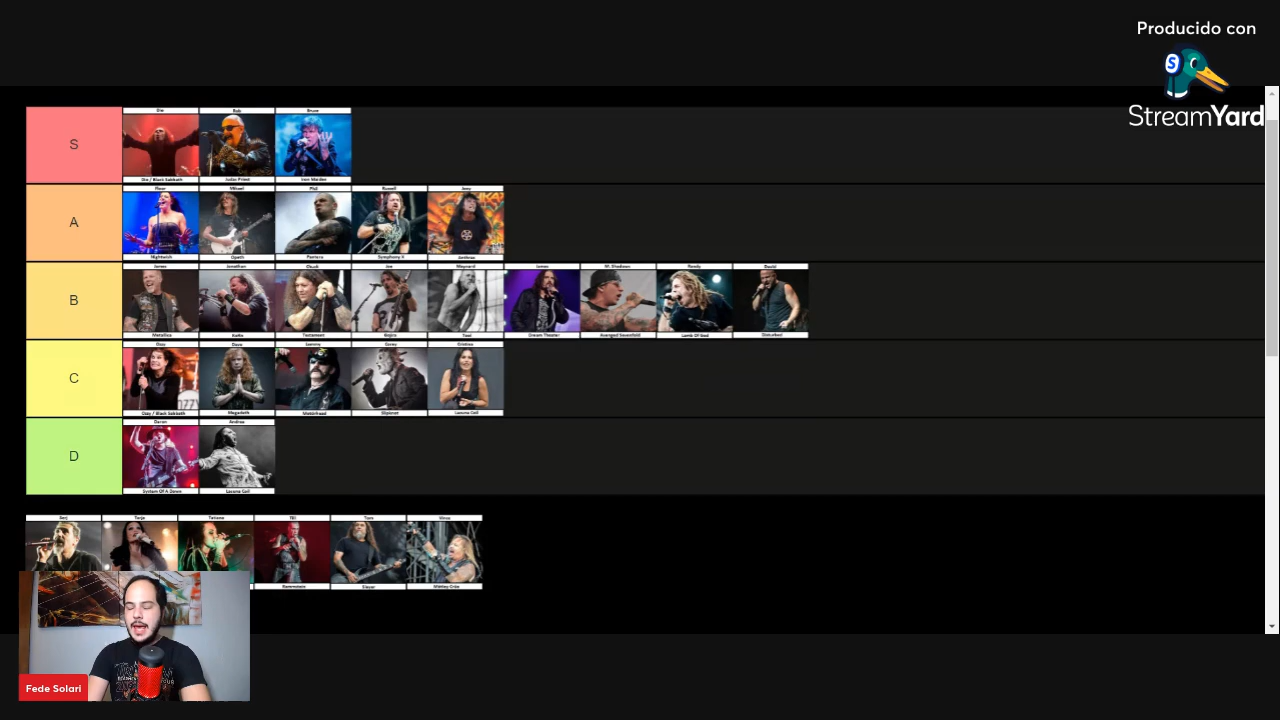 Producido con
StreamYard
S
Dio Rob Bruce
Dio / Black Sabbath Judas Priest Iron Maiden
A
Floor Mikael Phil Russell Joey
Nightwish Opeth Pantera Symphony X Anthrax
B
James Jonathan Chuck Joe Maynard James M. Shadows Randy David
Metallica KoRn Testament Gojira Tool Dream Theater Avenged Sevenfold Lamb Of God Disturbed
C
Ozzy Dave Lemmy Corey Cristina
Ozzy / Black Sabbath Megadeth Motörhead Slipknot Lacuna Coil
D
Daron Andrea
System Of A Down Lacuna Coil
Serj Tarja Tatiana Till Tom Vince
Rammstein Slayer Mötley Crüe
Fede Solari